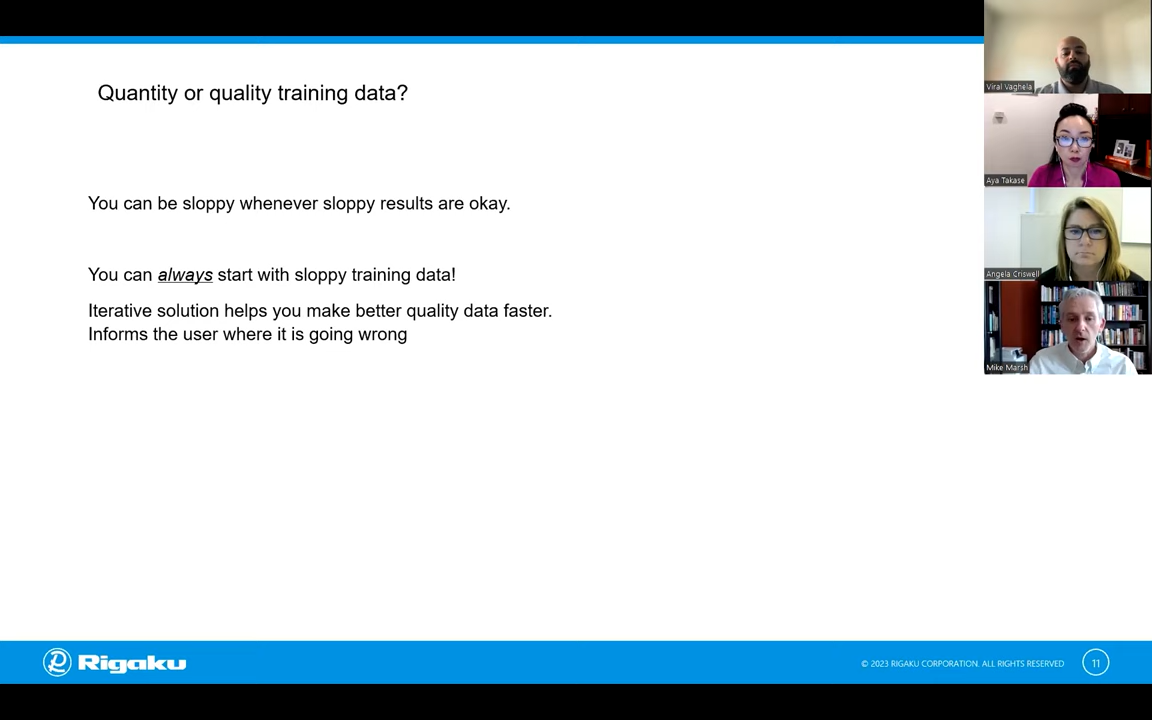 Quantity or quality training data?
You can be sloppy whenever sloppy results are okay.
You can always start with sloppy training data!
Iterative solution helps you make better quality data faster.
Informs the user where it is going wrong
Viral Vaghela
Aya Takase
Angela Criswell
Mike Marsh
Rigaku
© 2023 RIGAKU CORPORATION. ALL RIGHTS RESERVED
11